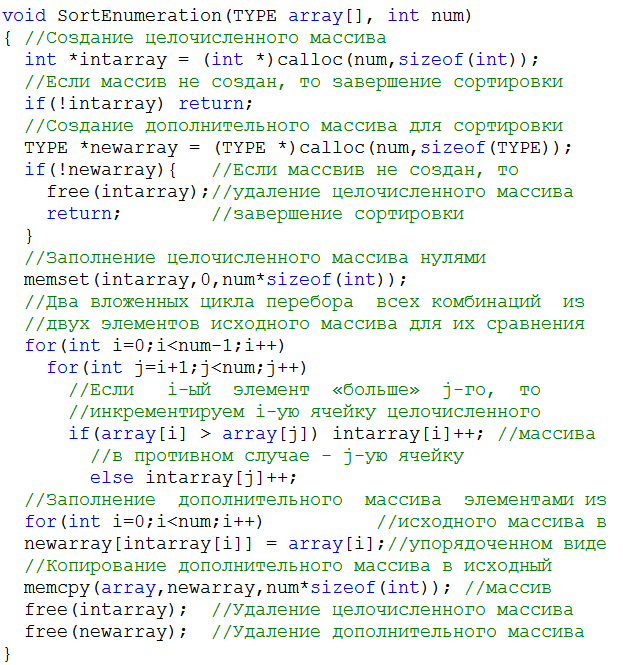 void SortEnumeration(TYPE array[], int num)
{ //Создание целочисленного массива
  int *intarray = (int *)calloc(num,sizeof(int));
  //Если массив не создан, то завершение сортировки
  if(!intarray) return;
  //Создание дополнительного массива для сортировки
  TYPE *newarray = (TYPE *)calloc(num,sizeof(TYPE));
  if(!newarray){   //Если массвив не создан, то
    free(intarray);//удаление целочисленного массива
    return;        //завершение сортировки
  }
  //Заполнение целочисленного массива нулями
  memset(intarray,0,num*sizeof(int));
  //Два вложенных цикла перебора  всех комбинаций  из
  //двух элементов исходного массива для их сравнения
  for(int i=0;i<num-1;i++)
    for(int j=i+1;j<num;j++)
      //Если   i-ый  элемент  «больше»  j-го,  то
      //инкрементируем i-ую ячейку целочисленного
      if(array[i] > array[j]) intarray[i]++; //массива
        //в противном случае - j-ую ячейку
        else intarray[j]++;
  //Заполнение  дополнительного  массива  элементами из
  for(int i=0;i<num;i++)          //исходного массива в
  newarray[intarray[i]] = array[i];//упорядоченном виде
  //Копирование дополнительного массива в исходный
  memcpy(array,newarray,num*sizeof(int)); //массив
  free(intarray);  //Удаление целочисленного массива
  free(newarray);  //Удаление дополнительного массива
}